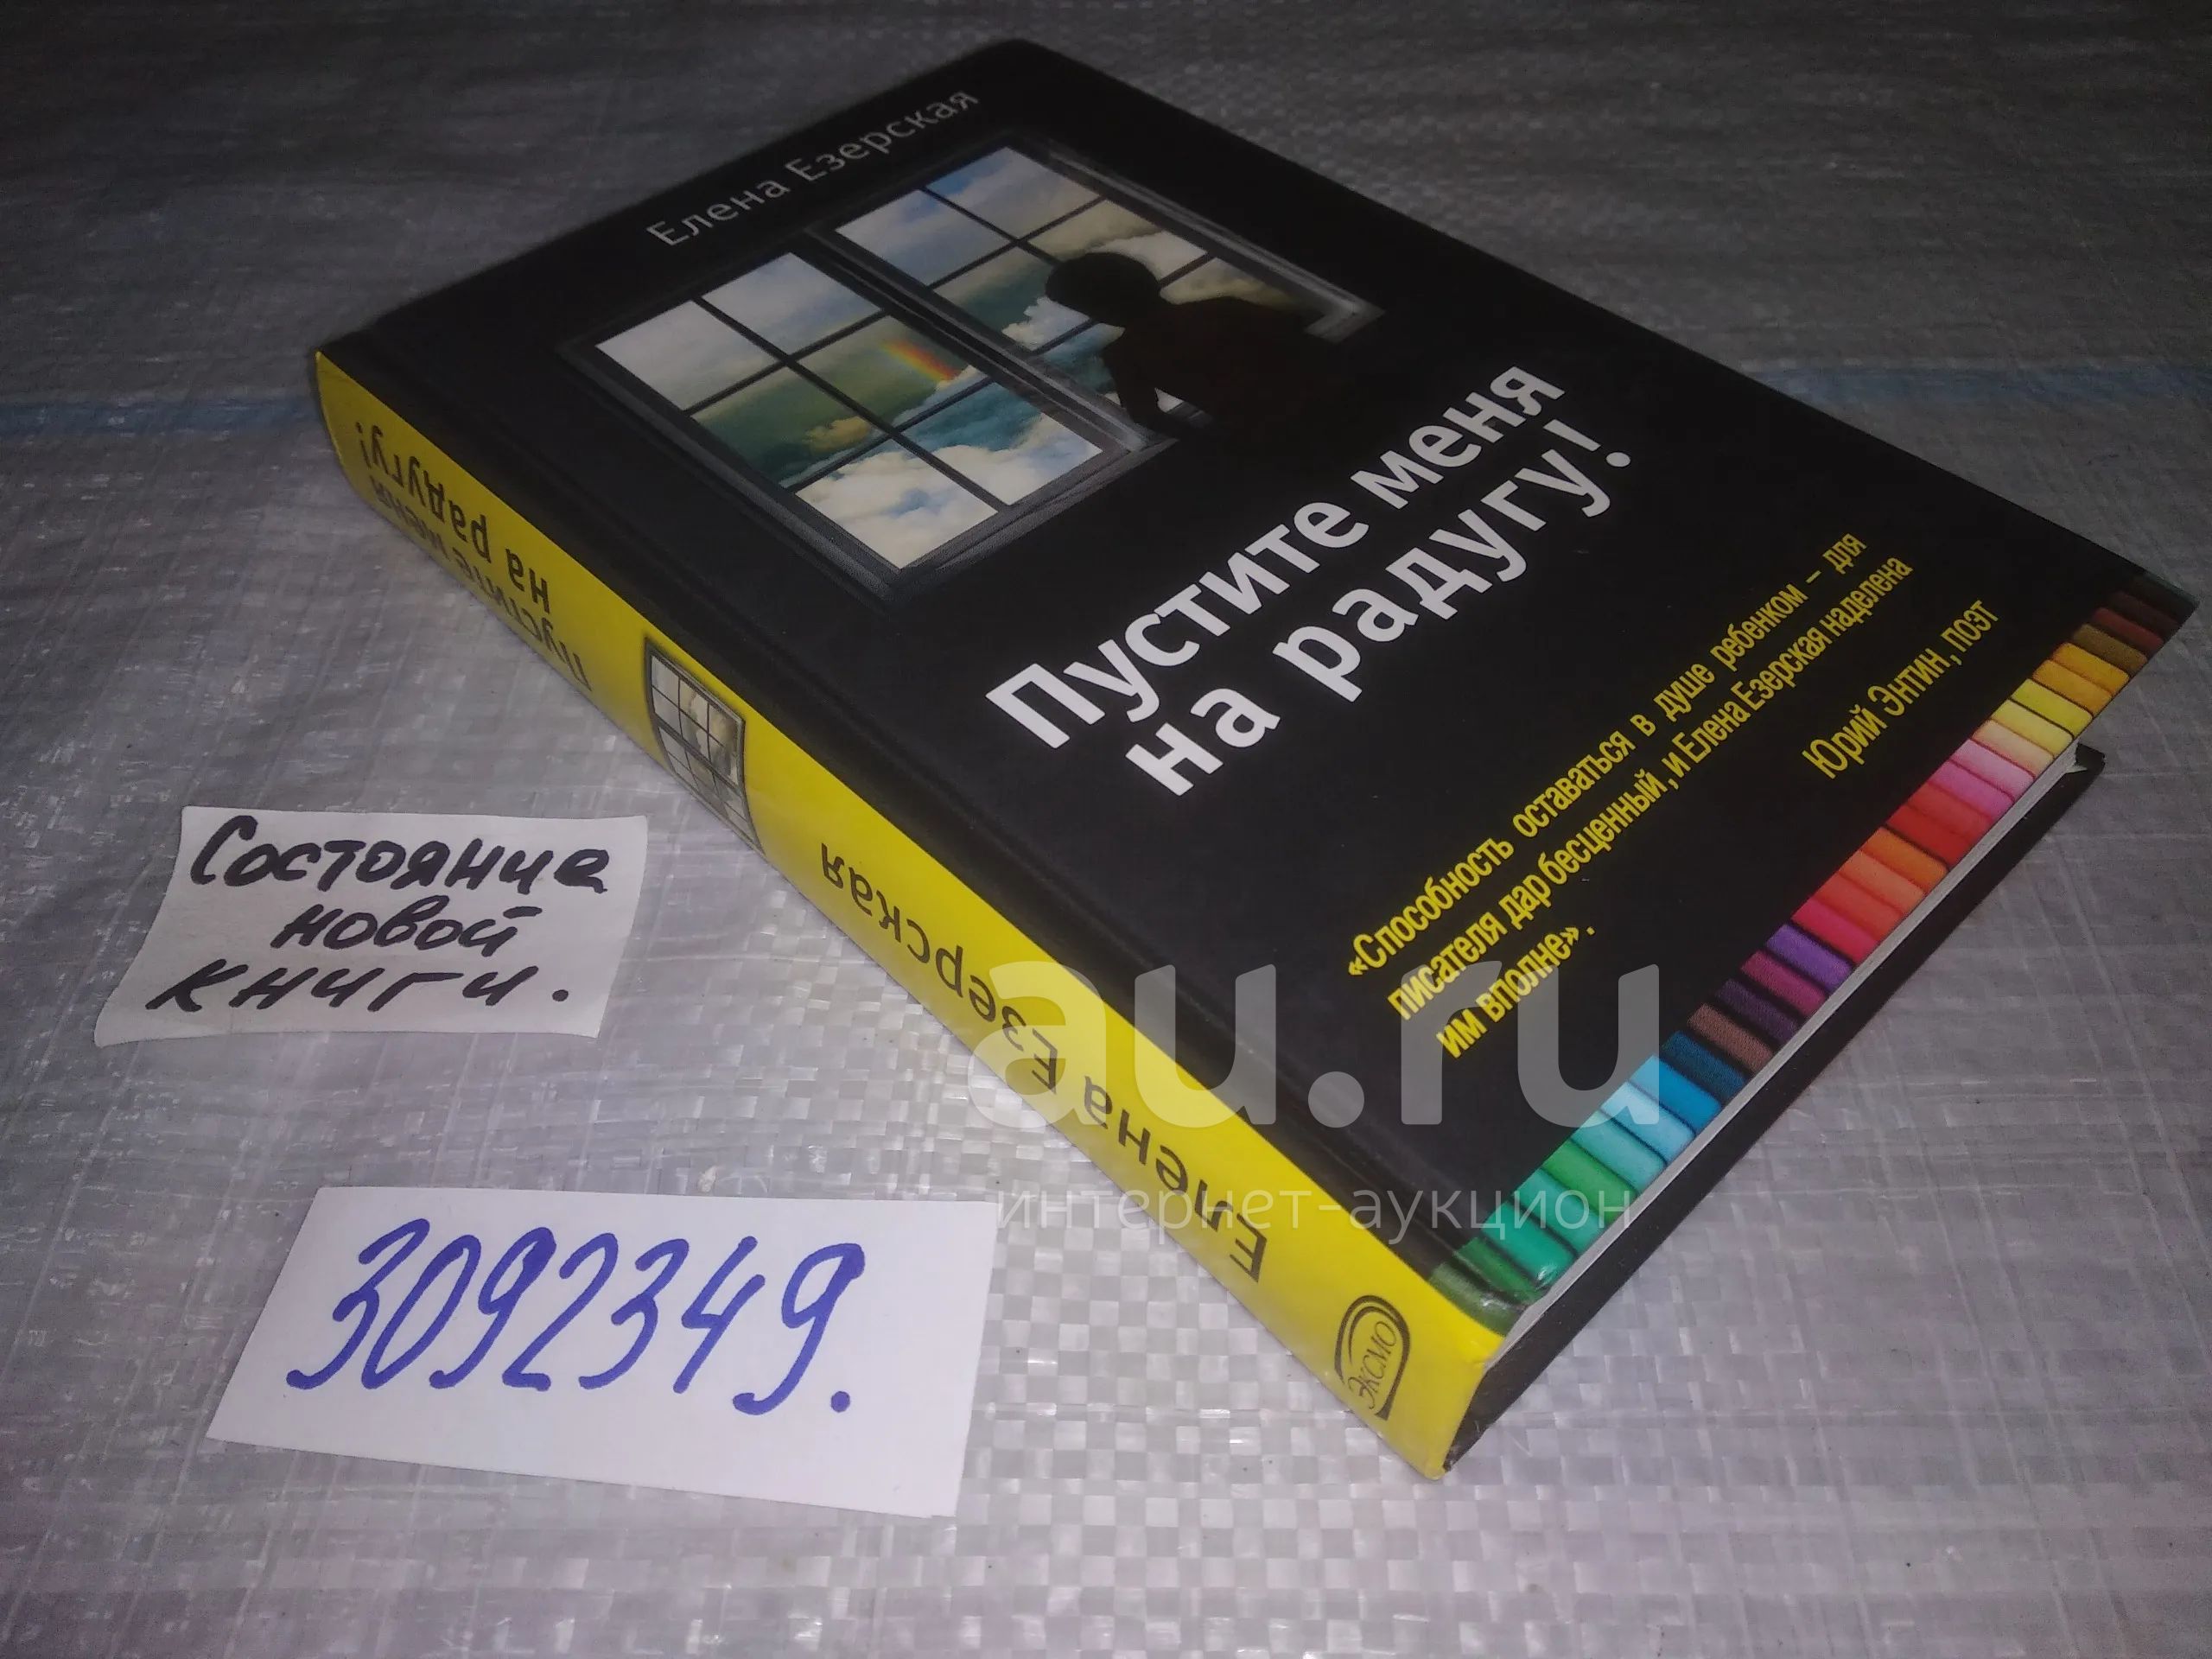 Елена Езерская
Пустите меня
на радугу!
«Способность оставаться в душе ребенком – для
писателя дар бесценный, и Елена Езерская наделена
им вполне».
Юрий Энтин, поэт
Пустите меня
на радугу!
Елена Езерская
ЭКСМО
Состояние
новой
книги.
3092349.
au.ru
интернет-аукцион